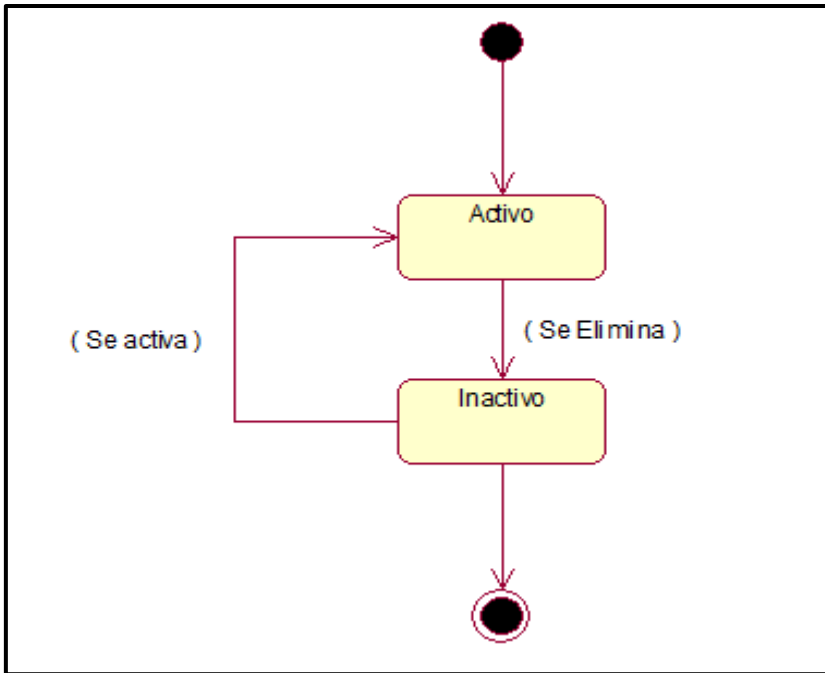 Activo
( Se activa )
( Se Elimina )
Inactivo